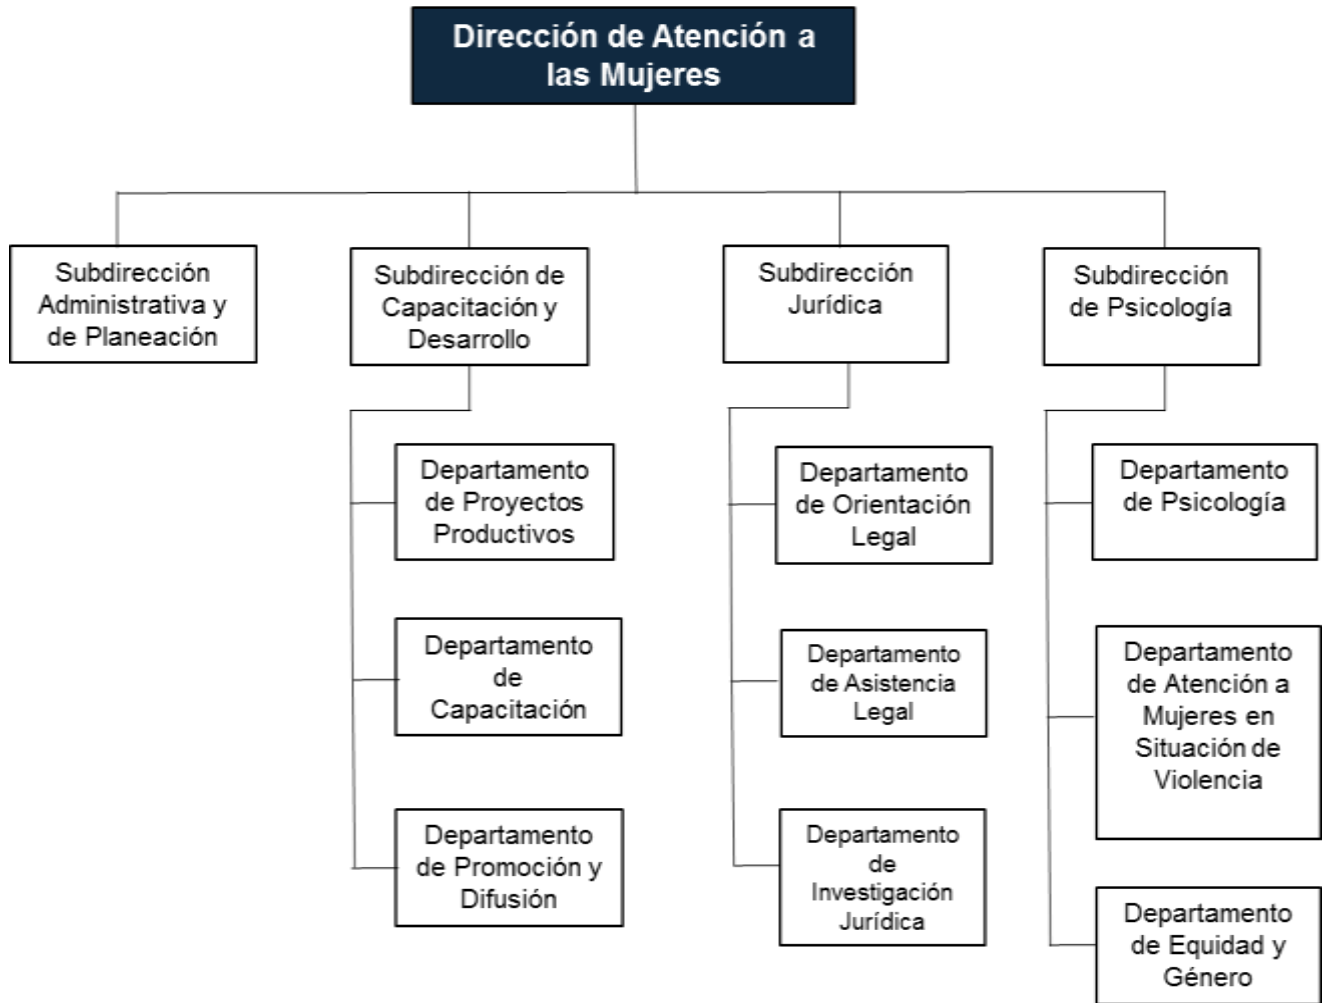 Dirección de Atención a
las Mujeres
Subdirección
Administrativa y
de Planeación
Subdirección de
Capacitación y
Desarrollo
Subdirección
Jurídica
Subdirección
de Psicología
Departamento
de Proyectos
Productivos
Departamento
de
Capacitación
Departamento
de Promoción y
Difusión
Departamento
de Orientación
Legal
Departamento
de Asistencia
Legal
Departamento
de
Investigación
Jurídica
Departamento
de Psicología
Departamento
de Atención a
Mujeres en
Situación de
Violencia
Departamento
de Equidad y
Género